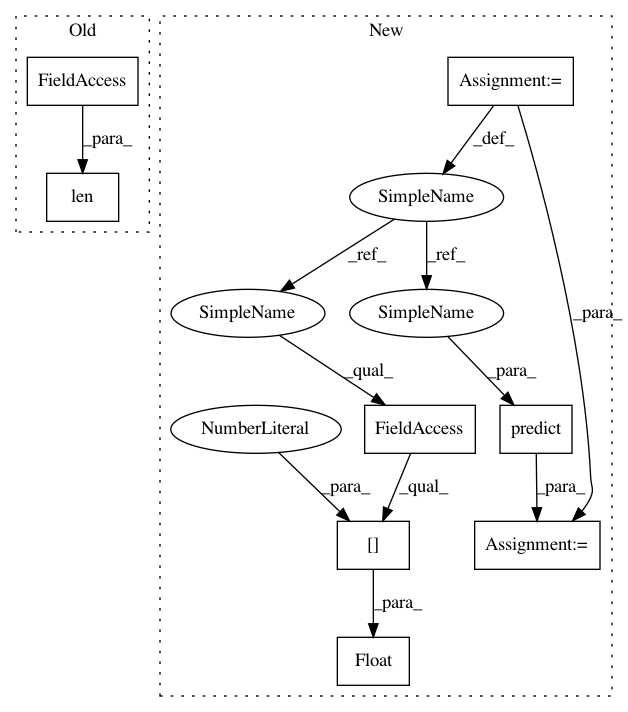 Old
New
FieldAccess
Assignment:=
_para_
_def_
len
SimpleName
_ref_
_ref_
SimpleName
SimpleName
_para_
_qual_
_para_
NumberLiteral
FieldAccess
predict
_para_
_qual_
_para_
[]
Assignment:=
_para_
Float